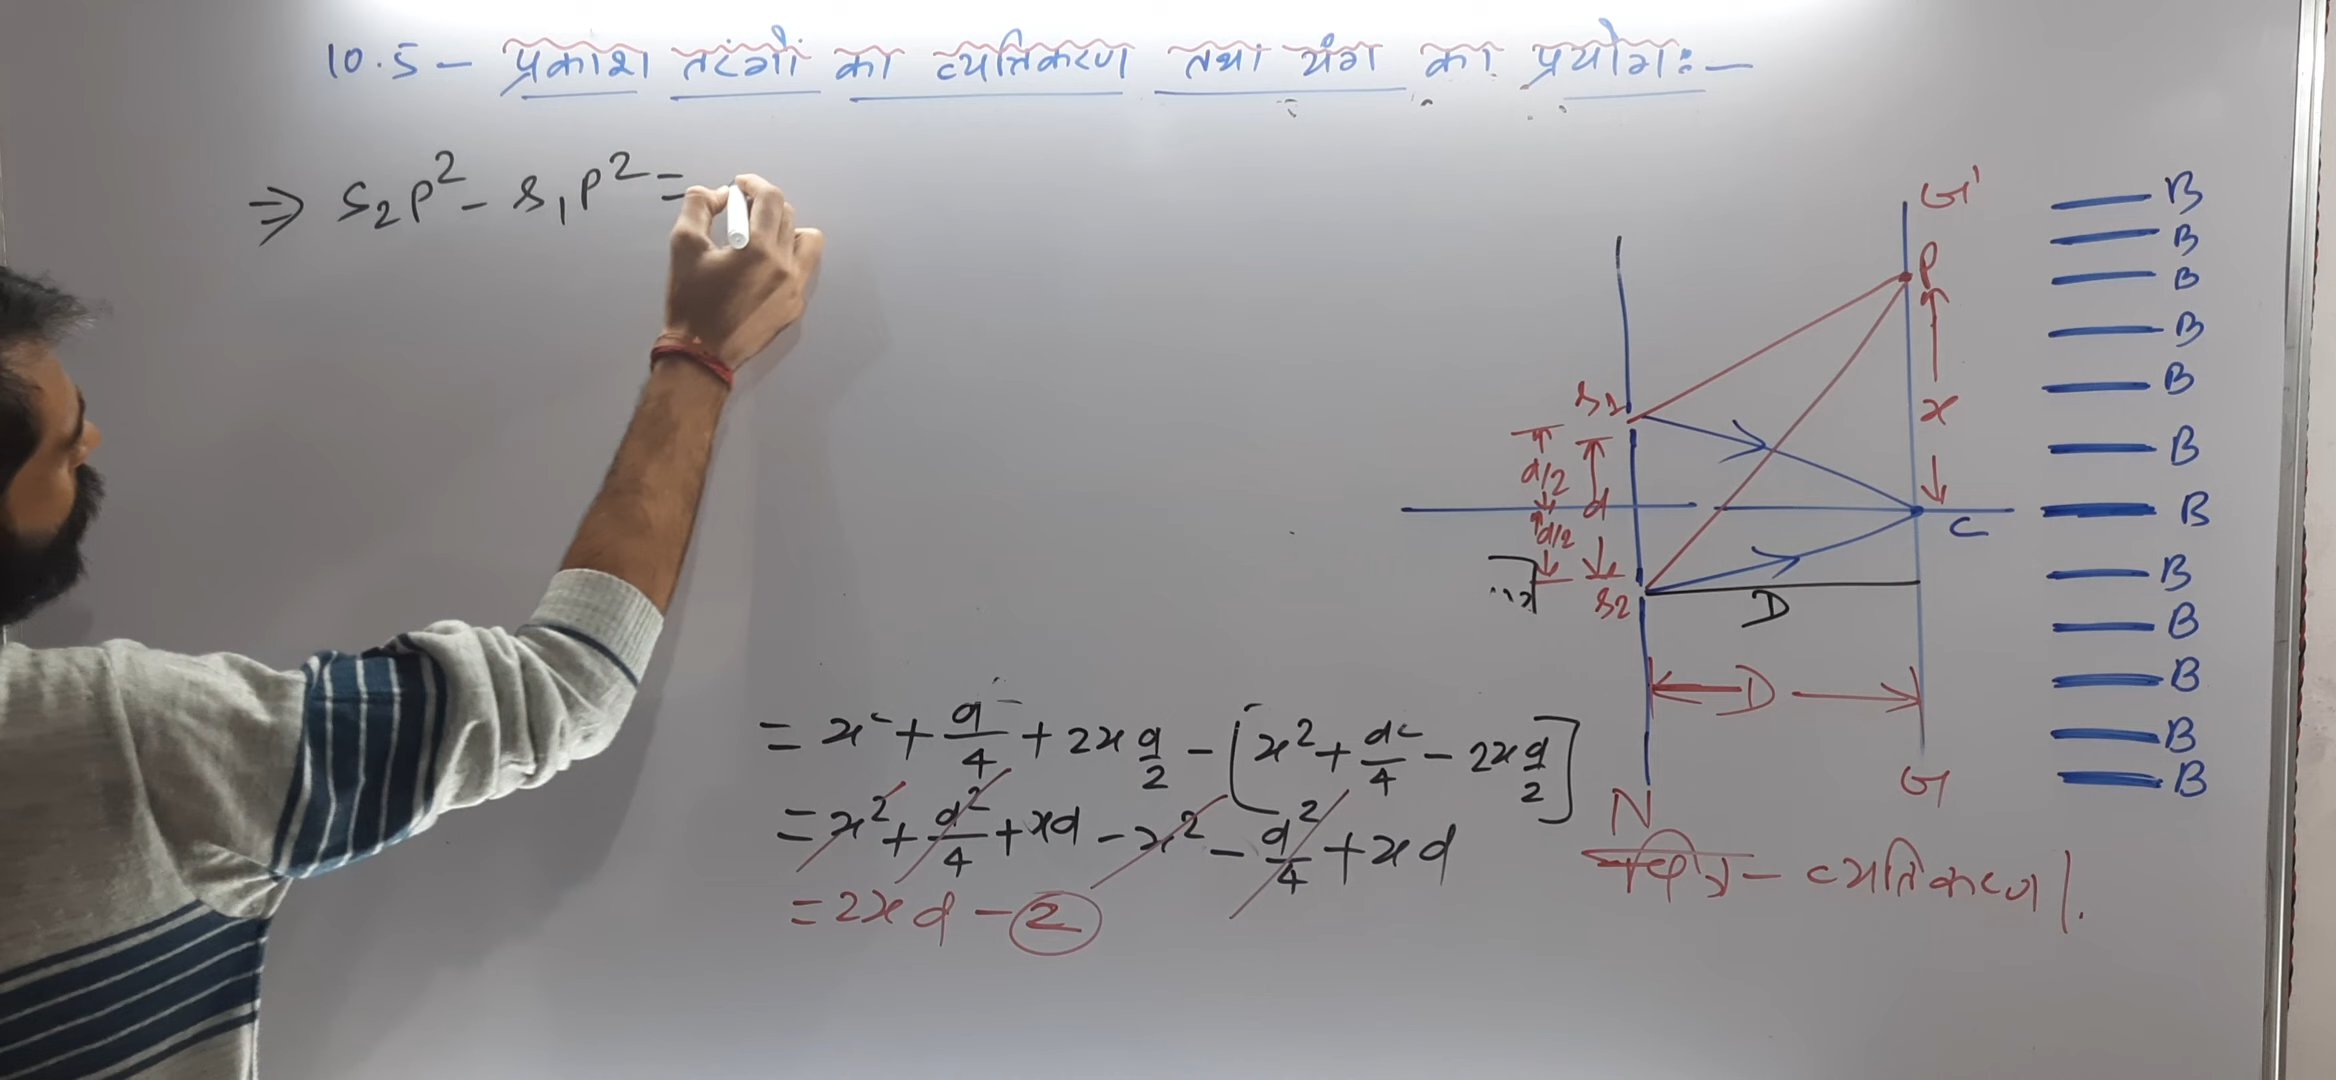 10.5 - प्रकाश तरंगों का व्यतिकरण तथा यंग का प्रयोग:-
⇒ S₂P² - S₁P² =
= x² + d²/4 + 2x d/2 - [x² + d²/4 - 2x d/2]
= x² + d²/4 + xd - x² - d²/4 + xd
= 2xd - ②
G'
P
x
S₁
d/2
d
d/2
C
S₂
D
D
G
N
व्यतिकरण।
B
B
B
B
B
B
B
B
B
B
B
B